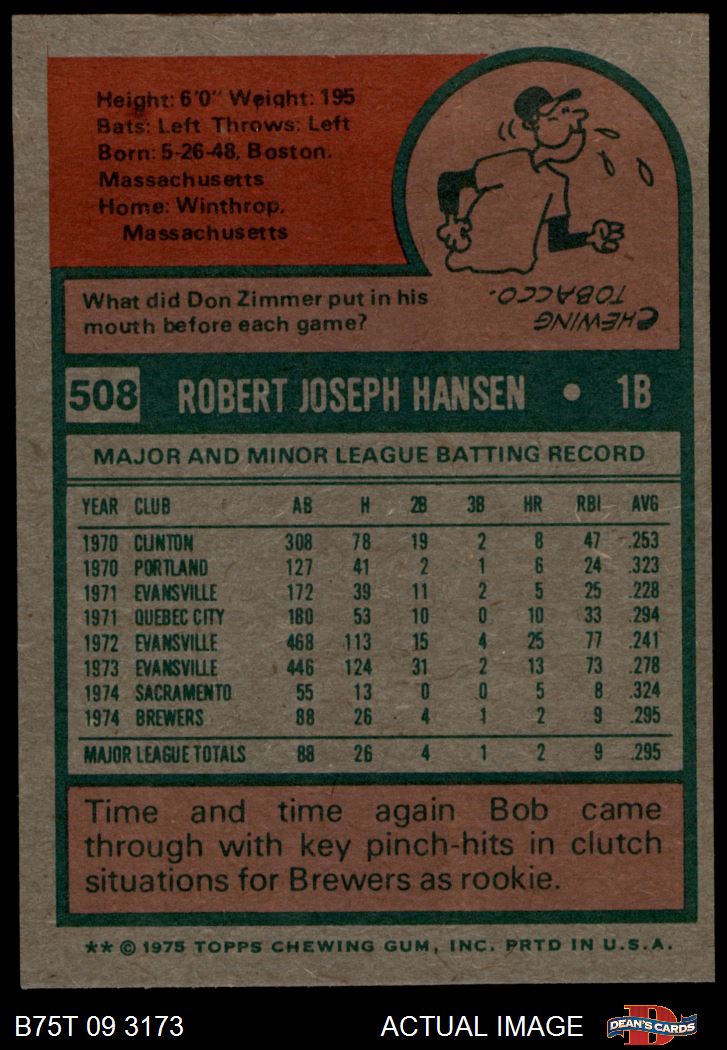 Height: 6'0" Weight: 195
Bats: Left Throws: Left
Born: 5-26-48, Boston.
Massachusetts
Home: Winthrop,
Massachusetts
What did Don Zimmer put in his
mouth before each game?
CHEWING
TOBACCO.
508 ROBERT JOSEPH HANSEN • 1B
MAJOR AND MINOR LEAGUE BATTING RECORD
YEAR CLUB AB H 2B 3B HR RBI AVG
1970 CLINTON 308 78 19 2 8 47 .253
1970 PORTLAND 127 41 2 1 6 24 .323
1971 EVANSVILLE 172 39 11 2 5 25 .228
1971 QUEBEC CITY 180 53 10 0 10 33 .294
1972 EVANSVILLE 468 113 15 4 25 77 .241
1973 EVANSVILLE 446 124 31 2 13 73 .278
1974 SACRAMENTO 55 13 0 0 5 8 .324
1974 BREWERS 88 26 4 1 2 9 .295
MAJOR LEAGUE TOTALS 88 26 4 1 2 9 .295
Time and time again Bob came
through with key pinch-hits in clutch
situations for Brewers as rookie.
** © 1975 TOPPS CHEWING GUM, INC. PRTD IN U.S.A.
B75T 09 3173 ACTUAL IMAGE DEAN'S CARDS